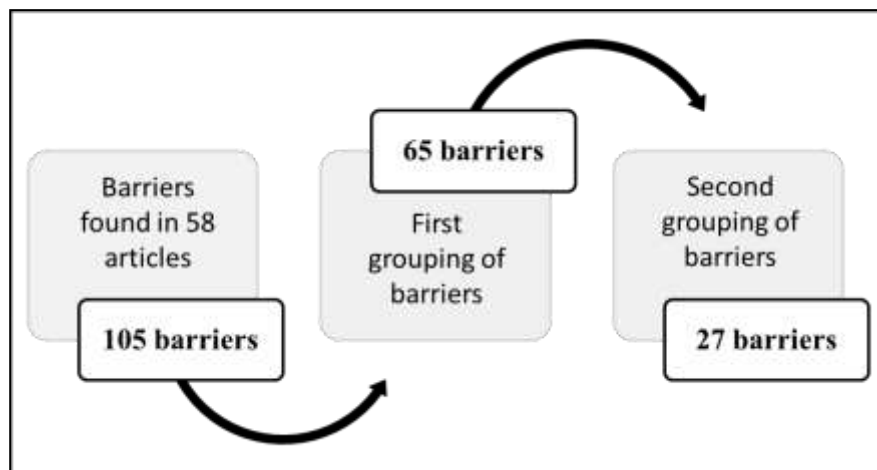 Barriers
found in 58
articles
105 barriers
65 barriers
First
grouping of
barriers
Second
grouping of
barriers
27 barriers